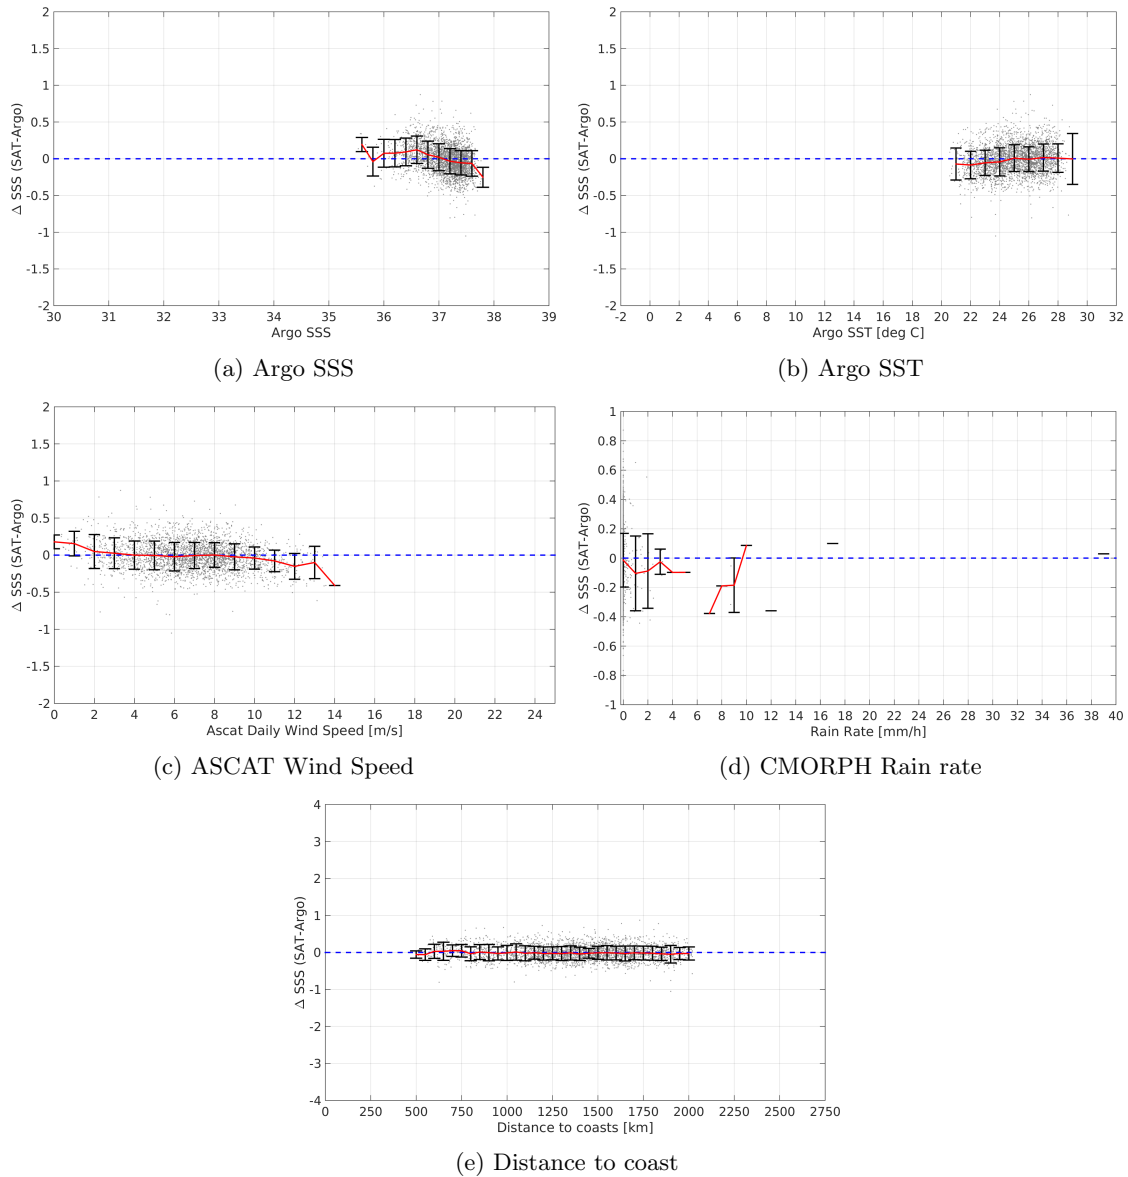 2
1.5
1
0.5
0
-0.5
-1
-1.5
-2
Δ SSS (SAT-Argo)
30 31 32 33 34 35 36 37 38 39
Argo SSS
(a) Argo SSS
2
1.5
1
0.5
0
-0.5
-1
-1.5
-2
Δ SSS (SAT-Argo)
-2 0 2 4 6 8 10 12 14 16 18 20 22 24 26 28 30 32
Argo SST [deg C]
(b) Argo SST
2
1.5
1
0.5
0
-0.5
-1
-1.5
-2
Δ SSS (SAT-Argo)
0 2 4 6 8 10 12 14 16 18 20 22 24
Ascat Daily Wind Speed [m/s]
(c) ASCAT Wind Speed
1
0.8
0.6
0.4
0.2
0
-0.2
-0.4
-0.6
-0.8
-1
Δ SSS (SAT-Argo)
0 2 4 6 8 10 12 14 16 18 20 22 24 26 28 30 32 34 36 38 40
Rain Rate [mm/h]
(d) CMORPH Rain rate
4
3
2
1
0
-1
-2
-3
-4
Δ SSS (SAT-Argo)
0 250 500 750 1000 1250 1500 1750 2000 2250 2500 2750
Distance to coasts [km]
(e) Distance to coast